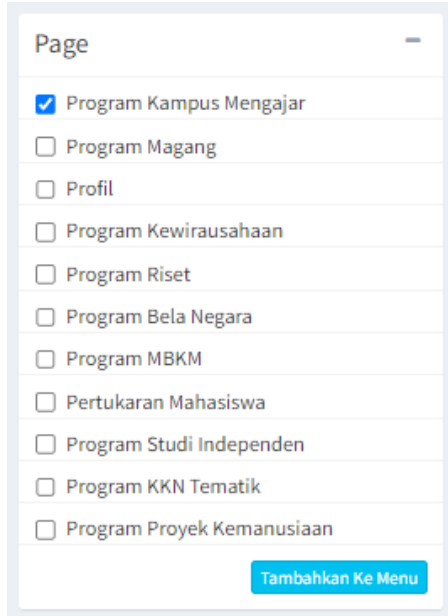 Page
Program Kampus Mengajar
Program Magang
Profil
Program Kewirausahaan
Program Riset
Program Bela Negara
Program MBKM
Pertukaran Mahasiswa
Program Studi Independen
Program KKN Tematik
Program Proyek Kemanusiaan
Tambahkan Ke Menu